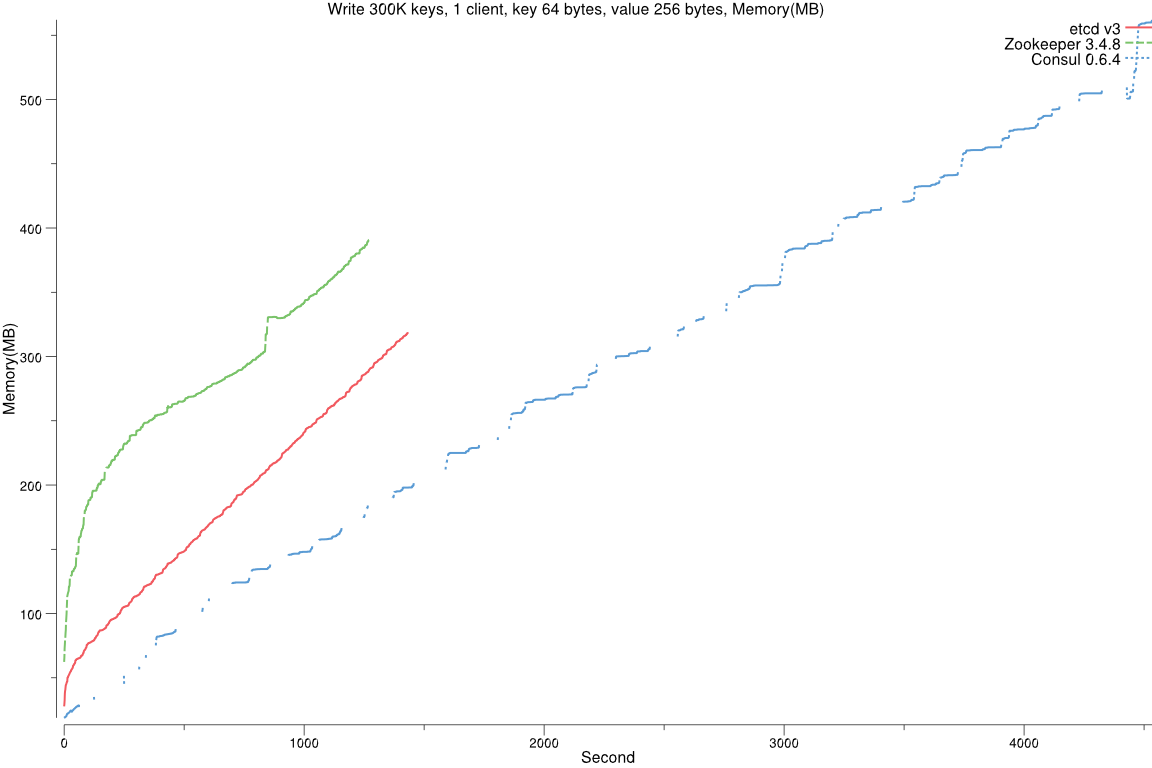 Write 300K keys, 1 client, key 64 bytes, value 256 bytes, Memory(MB)
etcd v3
Zookeeper 3.4.8
Consul 0.6.4
500
400
300
200
100
Memory(MB)
0
1000
2000
3000
4000
Second